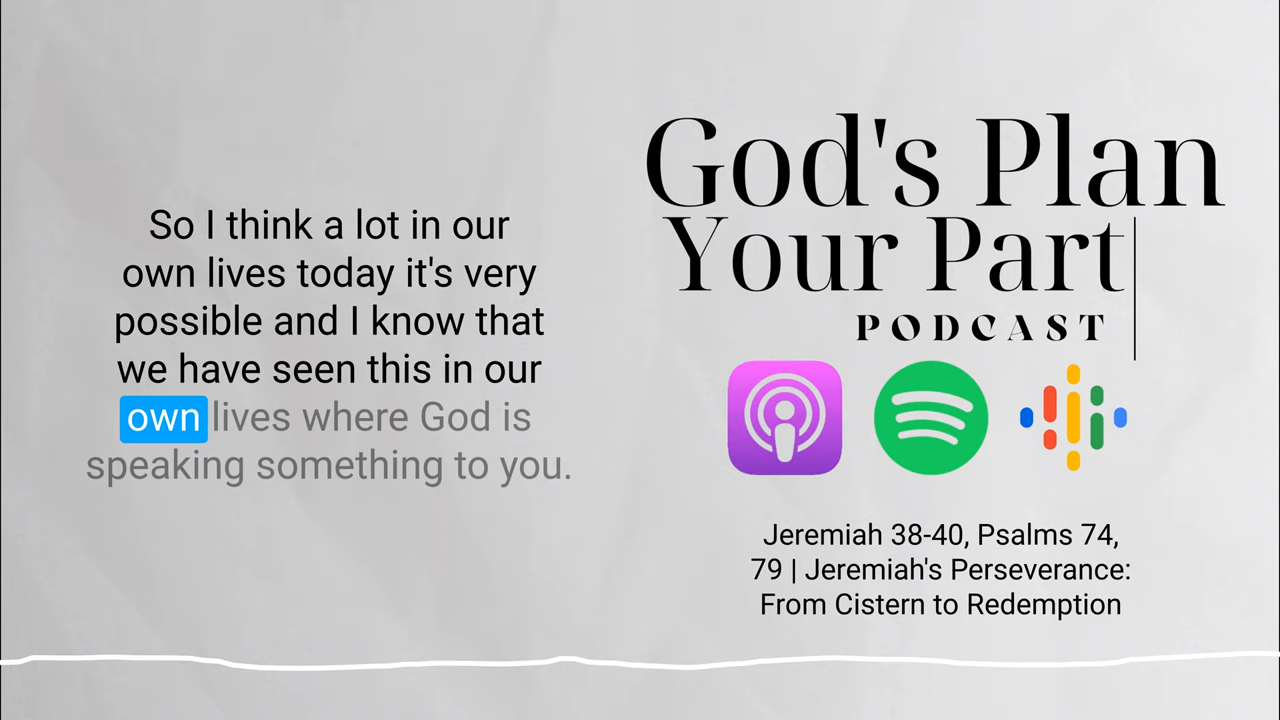 So I think a lot in our
own lives today it's very
possible and I know that
we have seen this in our
own lives where God is
speaking something to you.
God's Plan
Your Part
PODCAST
Jeremiah 38-40, Psalms 74,
79 | Jeremiah's Perseverance:
From Cistern to Redemption